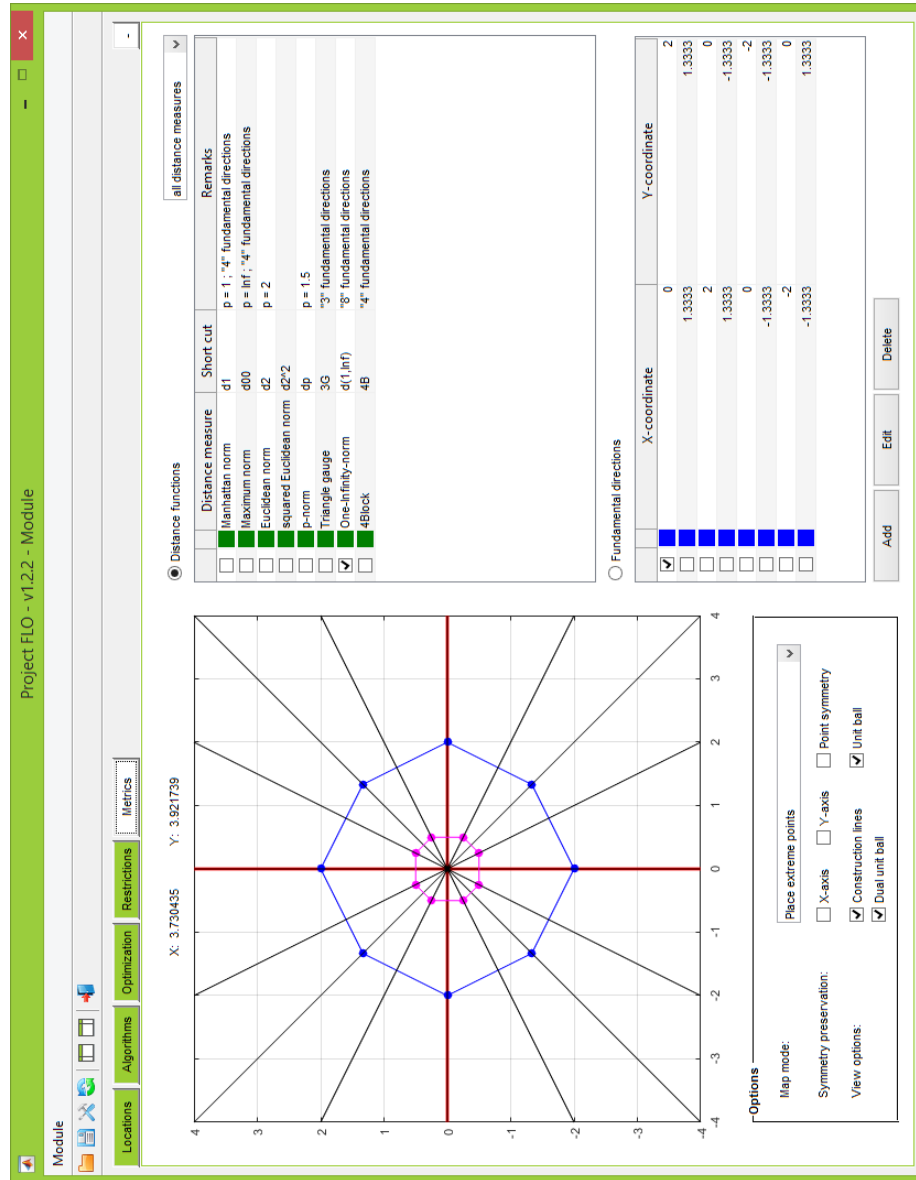 Project FLO - v1.2.2 - Module
Module
Locations
Algorithms
Optimization
Restrictions
Metrics
-
X: 3.730435
Y: 3.921739
4
3
2
1
0
-1
-2
-3
-4
-4
-3
-2
-1
0
1
2
3
4
Options
Map mode:
Place extreme points
Symmetry preservation:
X-axis
Y-axis
Point symmetry
View options:
Construction lines
Unit ball
Dual unit ball
Distance functions
all distance measures
Distance measure Short cut Remarks
Manhattan norm d1 p = 1 ; "4" fundamental directions
Maximum norm d00 p = Inf ; "4" fundamental directions
Euclidean norm d2 p = 2
squared Euclidean norm d2^2
p-norm dp p = 1.5
Triangle gauge 3G "3" fundamental directions
One-Infinity-norm d(1,Inf) "8" fundamental directions
4Block 4B "4" fundamental directions
Fundamental directions
X-coordinate Y-coordinate
0 2
1.3333 1.3333
2 0
1.3333 -1.3333
0 -2
-1.3333 -1.3333
-2 0
-1.3333 1.3333
Add
Edit
Delete